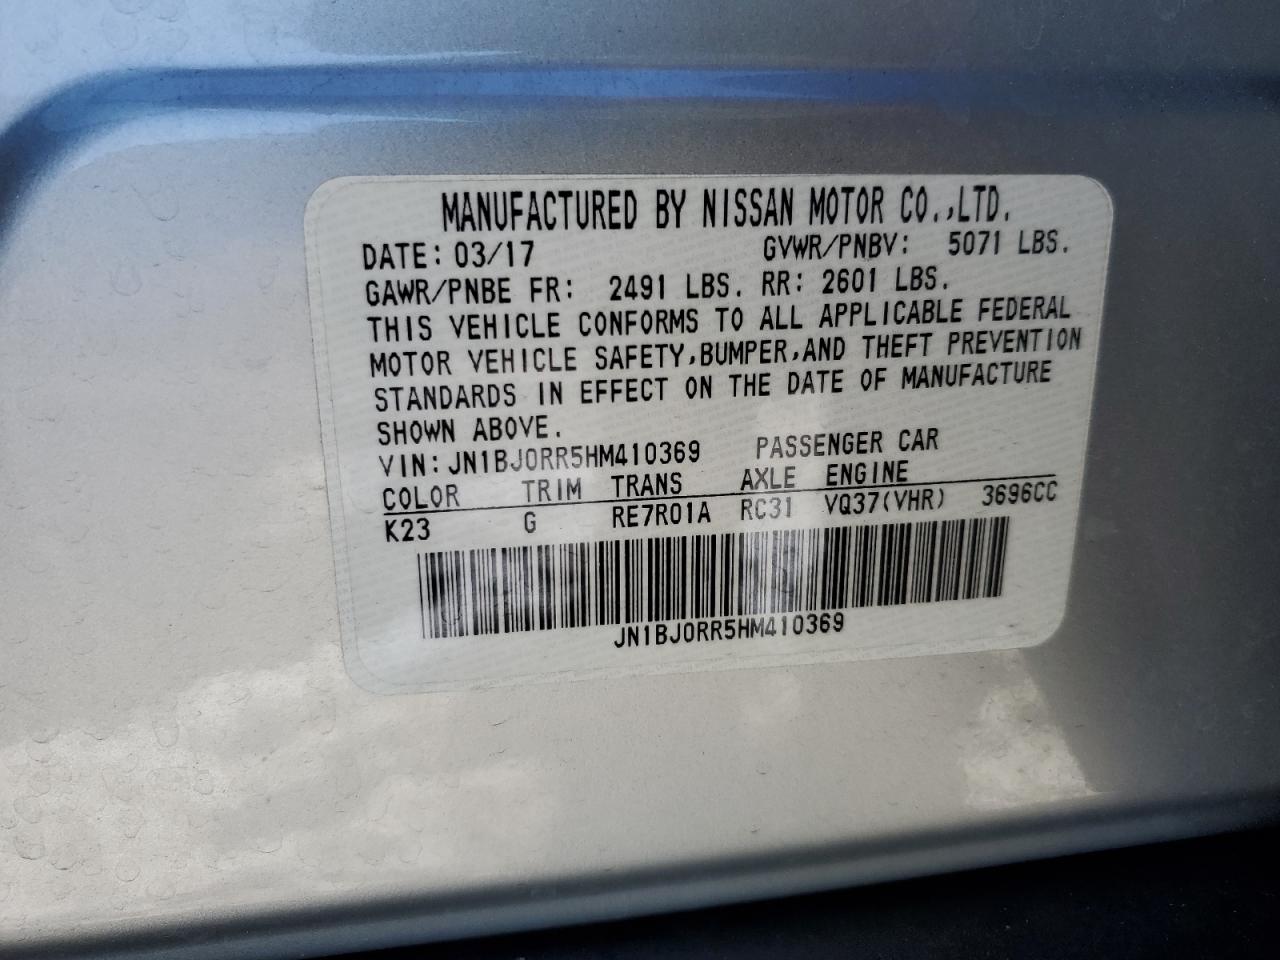 MANUFACTURED BY NISSAN MOTOR CO.,LTD.
DATE: 03/17 GVWR/PNBV: 5071 LBS.
GAWR/PNBE FR: 2491 LBS. RR: 2601 LBS.
THIS VEHICLE CONFORMS TO ALL APPLICABLE FEDERAL
MOTOR VEHICLE SAFETY,BUMPER,AND THEFT PREVENTION
STANDARDS IN EFFECT ON THE DATE OF MANUFACTURE
SHOWN ABOVE.
VIN: JN1BJ0RR5HM410369 PASSENGER CAR
COLOR TRIM TRANS AXLE ENGINE
K23 G RE7R01A RC31 VQ37(VHR) 3696CC
JN1BJ0RR5HM410369